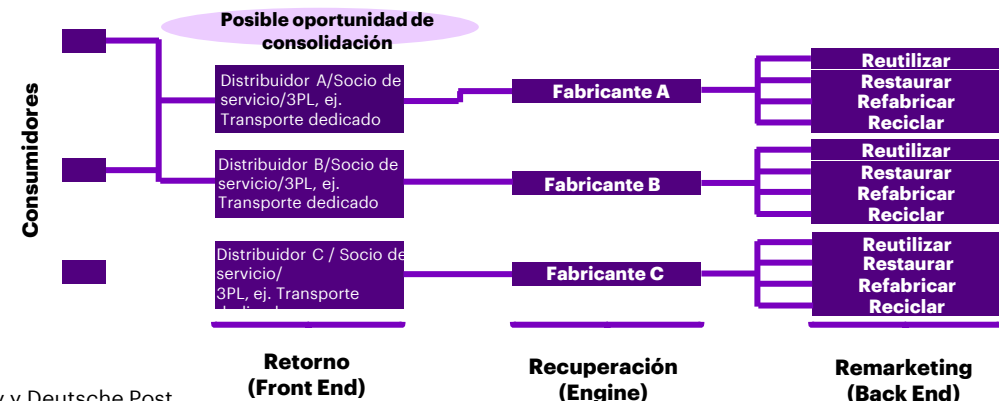 Posible oportunidad de
consolidación
Consumidores
Distribuidor A/Socio de
servicio/3PL, ej.
Transporte dedicado
Fabricante A
Reutilizar
Restaurar
Refabricar
Reciclar
Distribuidor B/Socio de
servicio/3PL, ej.
Transporte dedicado
Fabricante B
Reutilizar
Restaurar
Refabricar
Reciclar
Distribuidor C / Socio de
servicio/
3PL, ej. Transporte
Fabricante C
Reutilizar
Restaurar
Refabricar
Reciclar
Retorno
(Front End)
Recuperación
(Engine)
Remarketing
(Back End)
y Deutsche Post